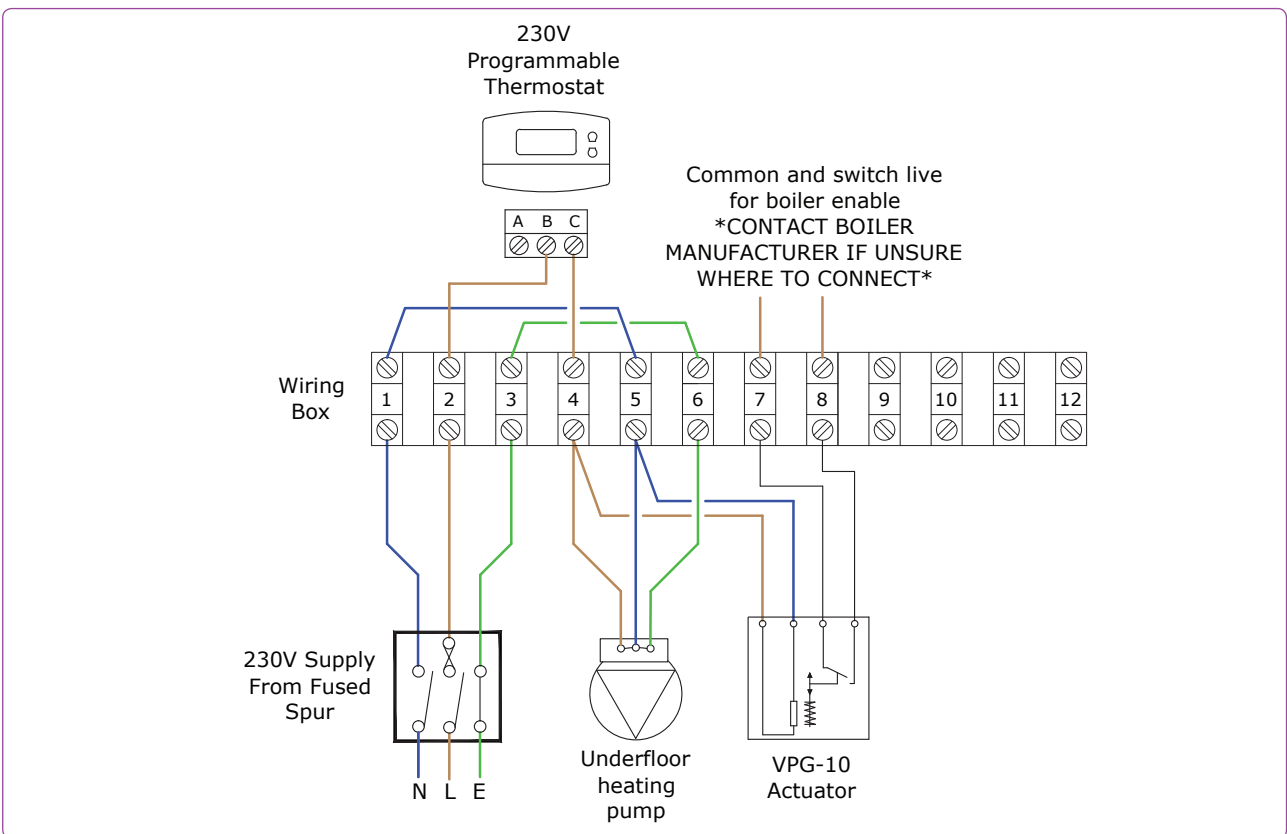 230V
Programmable
Thermostat
A B C
Common and switch live
for boiler enable
*CONTACT BOILER
MANUFACTURER IF UNSURE
WHERE TO CONNECT*
Wiring
Box
1 2 3 4 5 6 7 8 9 10 11 12
230V Supply
From Fused
Spur
N L E
Underfloor
heating
pump
VPG-10
Actuator